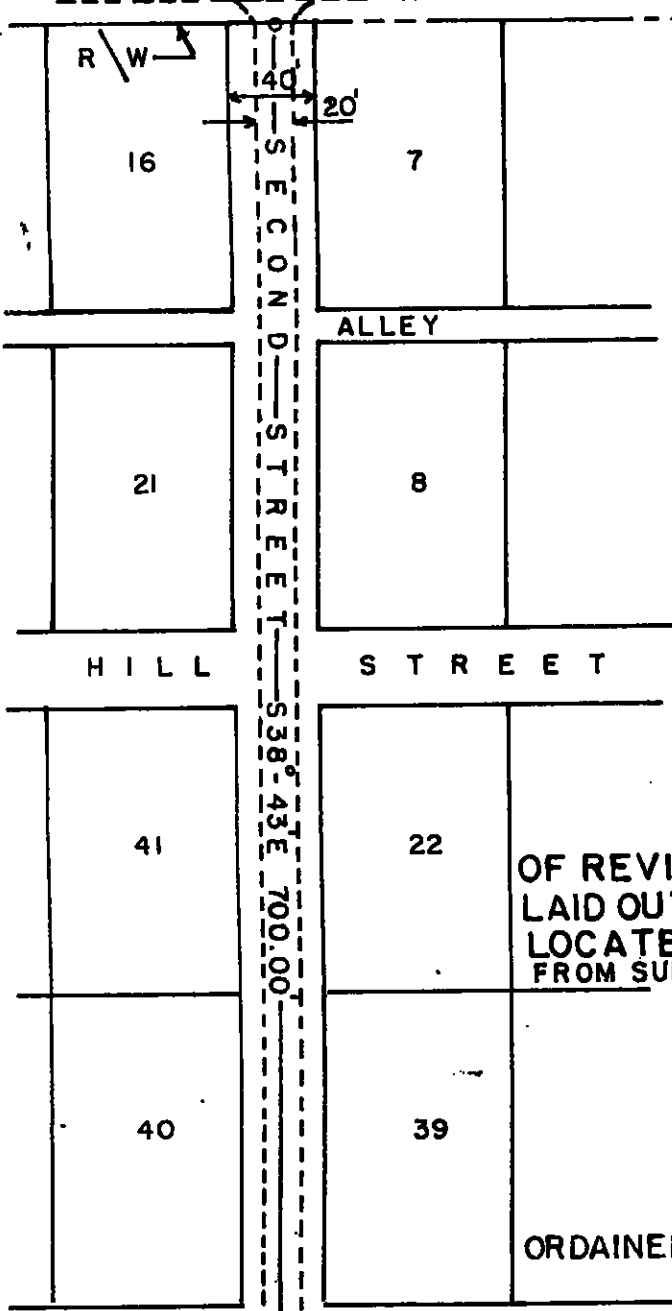 R/W
40'
20'
16
7
SECOND STREET S38°-43'E 700.00'
ALLEY
21
8
HILL STREET
41
22
OF REVI
LAID OU
LOCATE
FROM SU
40
39
ORDAINE